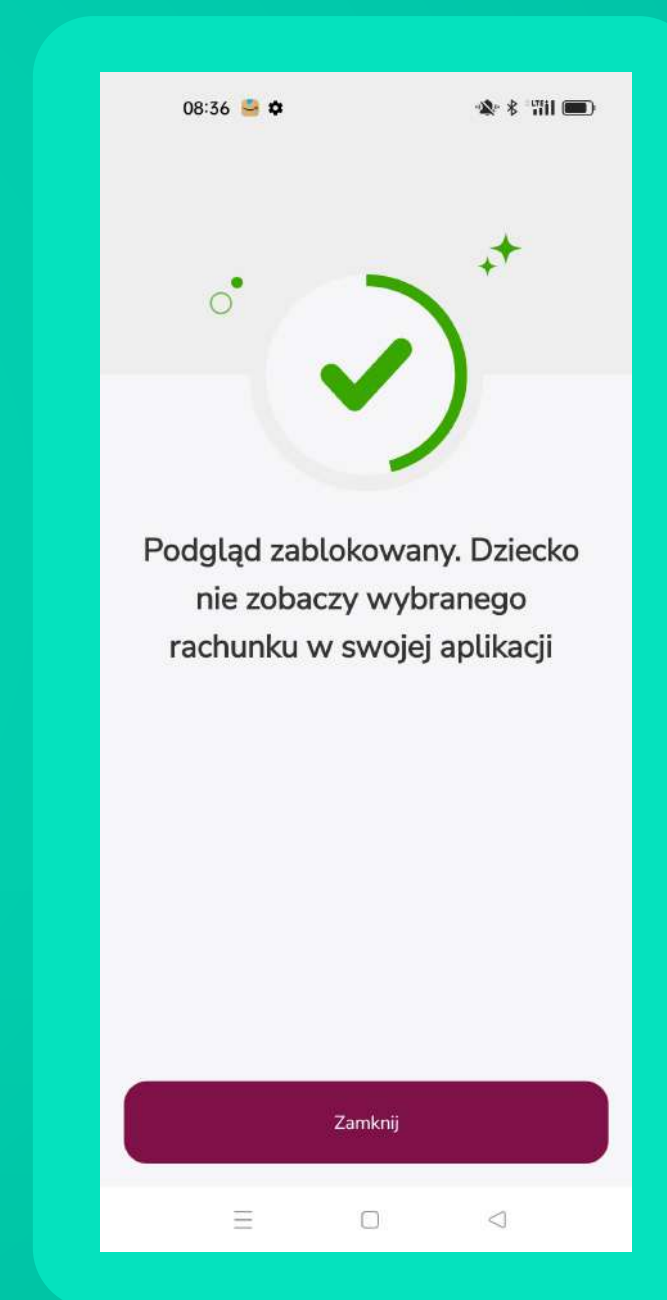 08:36
Podgląd zablokowany. Dziecko
nie zobaczy wybranego
rachunku w swojej aplikacji
Zamknij